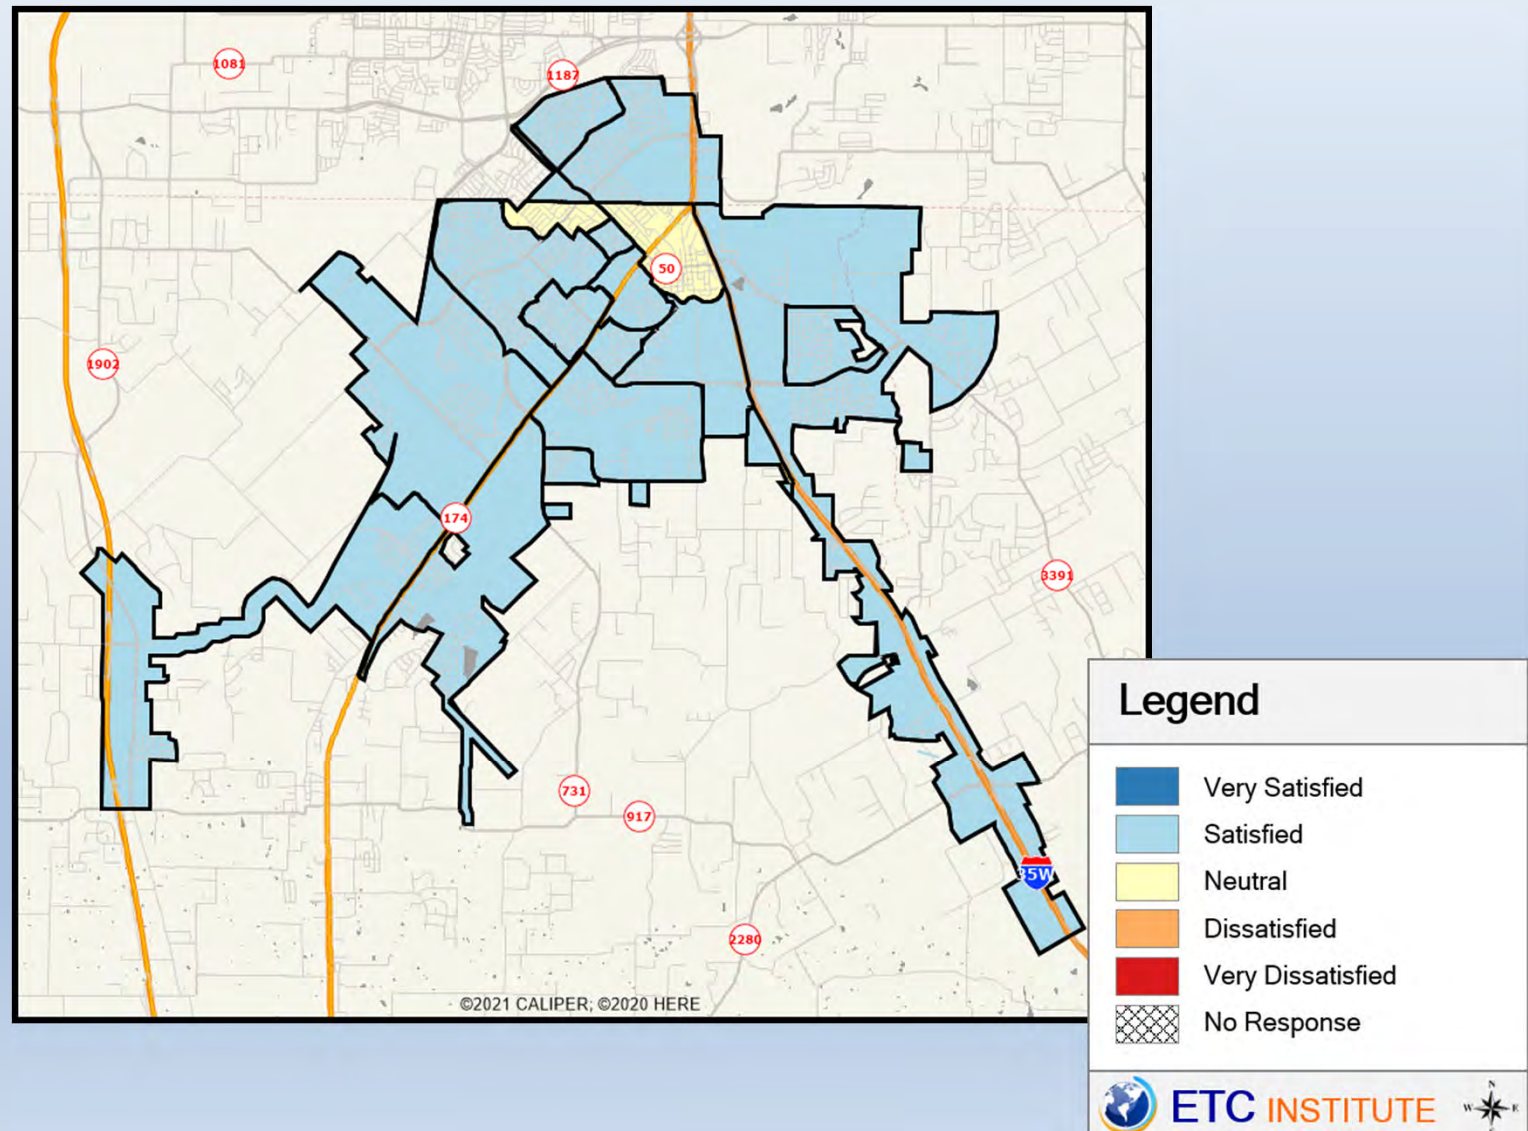 1081
1187
50
1902
174
3391
731
917
35W
2280
©2021 CALIPER; ©2020 HERE
Legend
Very Satisfied
Satisfied
Neutral
Dissatisfied
Very Dissatisfied
No Response
ETC INSTITUTE
N
W E